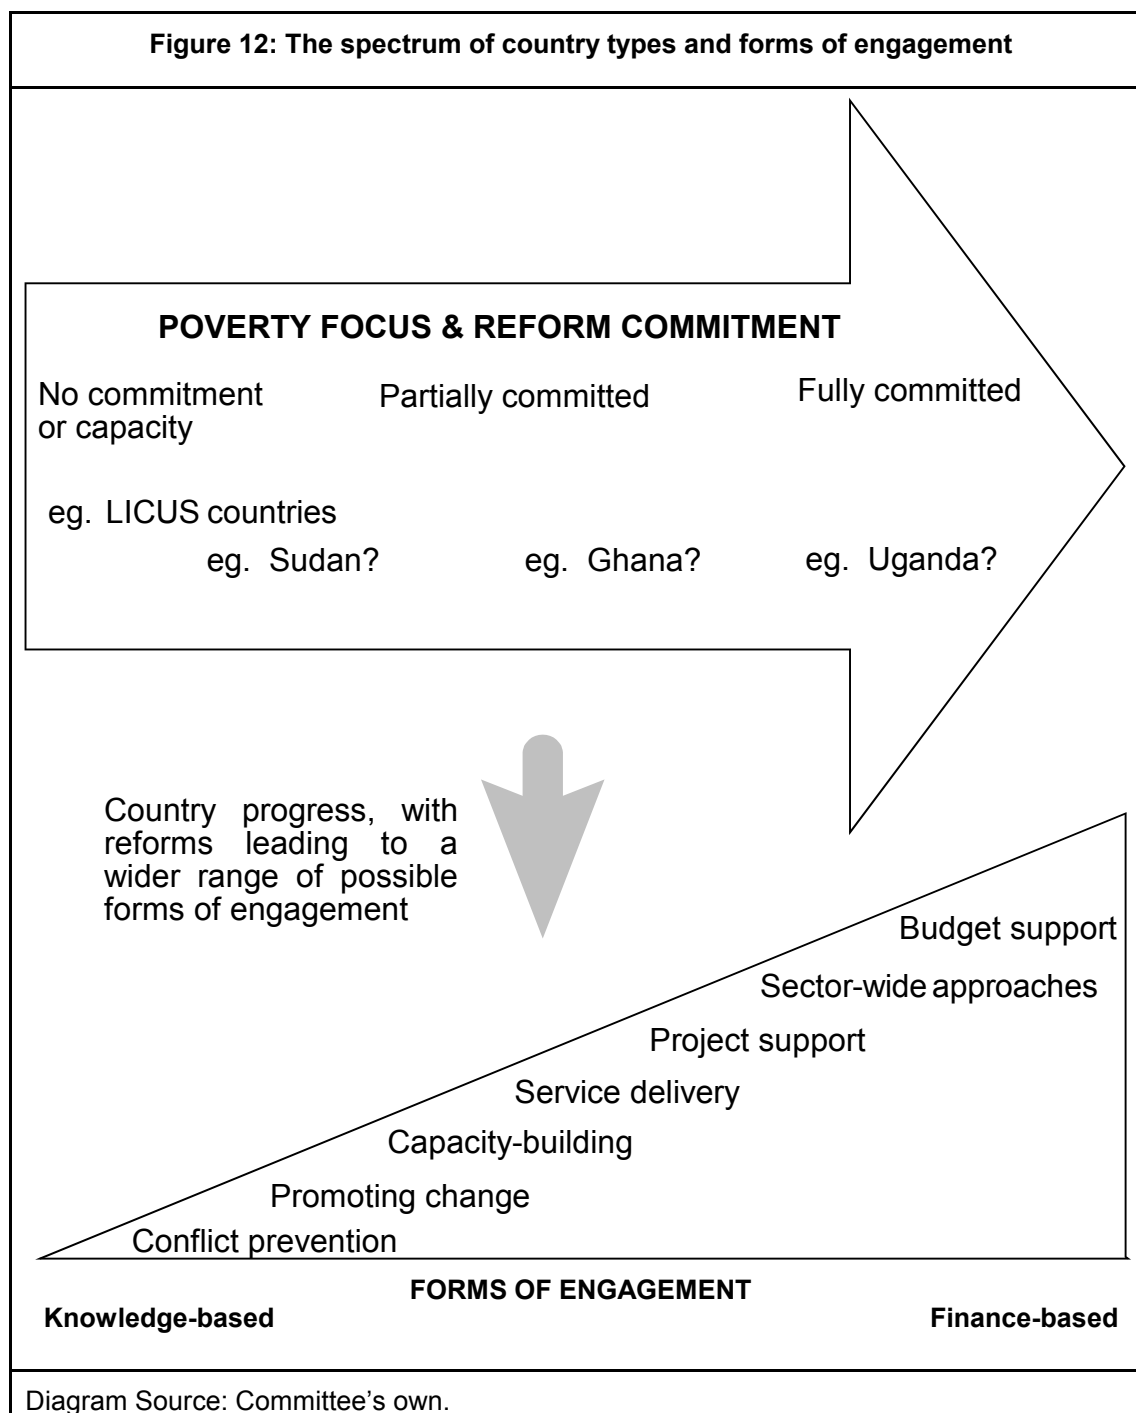 Figure 12: The spectrum of country types and forms of engagement
POVERTY FOCUS & REFORM COMMITMENT
No commitment
or capacity
Partially committed
Fully committed
eg. LICUS countries
eg. Sudan?
eg. Ghana?
eg. Uganda?
Country progress, with
reforms leading to a
wider range of possible
forms of engagement
Budget support
Sector-wide approaches
Project support
Service delivery
Capacity-building
Promoting change
Conflict prevention
FORMS OF ENGAGEMENT
Knowledge-based
Finance-based
Diagram Source: Committee's own.